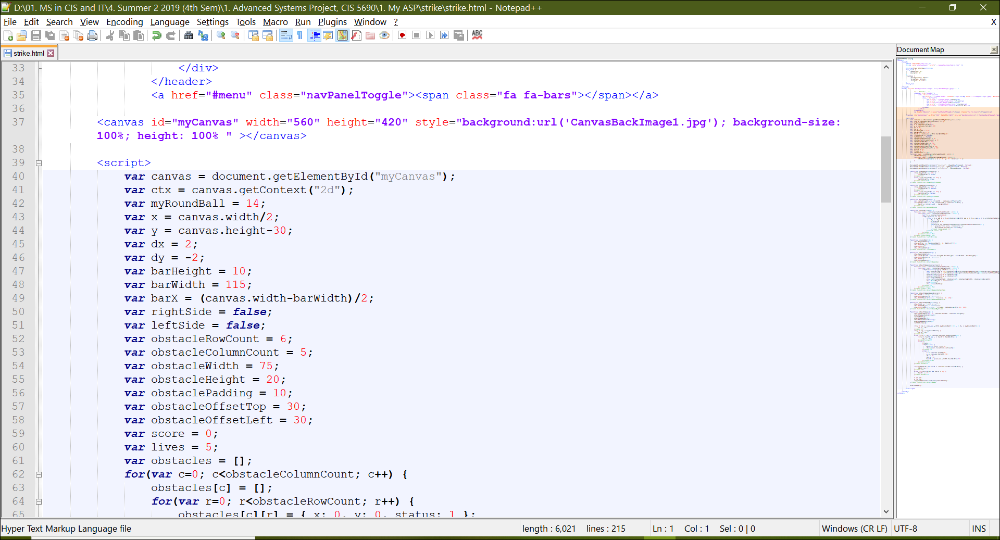 D:\01. MS in CIS and IT\4. Summer 2 2019 (4th Sem)\1. Advanced Systems Project, CIS 5690\1. My ASP\strike\strike.html - Notepad++
File Edit Search View Encoding Language Settings Tools Macro Run Plugins Window ? X
ABC
strike.html
Document Map
33 </div>
34 </header>
35 <a href="#menu" class="navPanelToggle"><span class="fa fa-bars"></span></a>
36
37 <canvas id="myCanvas" width="560" height="420" style="background:url('CanvasBackImage1.jpg'); background-size:
100%; height: 100% " ></canvas>
38
39 <script>
40 var canvas = document.getElementById("myCanvas");
41 var ctx = canvas.getContext("2d");
42 var myRoundBall = 14;
43 var x = canvas.width/2;
44 var y = canvas.height-30;
45 var dx = 2;
46 var dy = -2;
47 var barHeight = 10;
48 var barWidth = 115;
49 var barX = (canvas.width-barWidth)/2;
50 var rightSide = false;
51 var leftSide = false;
52 var obstacleRowCount = 6;
53 var obstacleColumnCount = 5;
54 var obstacleWidth = 75;
55 var obstacleHeight = 20;
56 var obstaclePadding = 10;
57 var obstacleOffsetTop = 30;
58 var obstacleOffsetLeft = 30;
59 var score = 0;
60 var lives = 5;
61 var obstacles = [];
62 for(var c=0; c<obstacleColumnCount; c++) {
63 obstacles[c] = [];
64 for(var r=0; r<obstacleRowCount; r++) {
65 obstacles[c][r] = { x: 0, y: 0, status: 1 };
Hyper Text Markup Language file length : 6,021 lines : 215 Ln : 1 Col : 1 Sel : 0 | 0 Windows (CR LF) UTF-8 INS